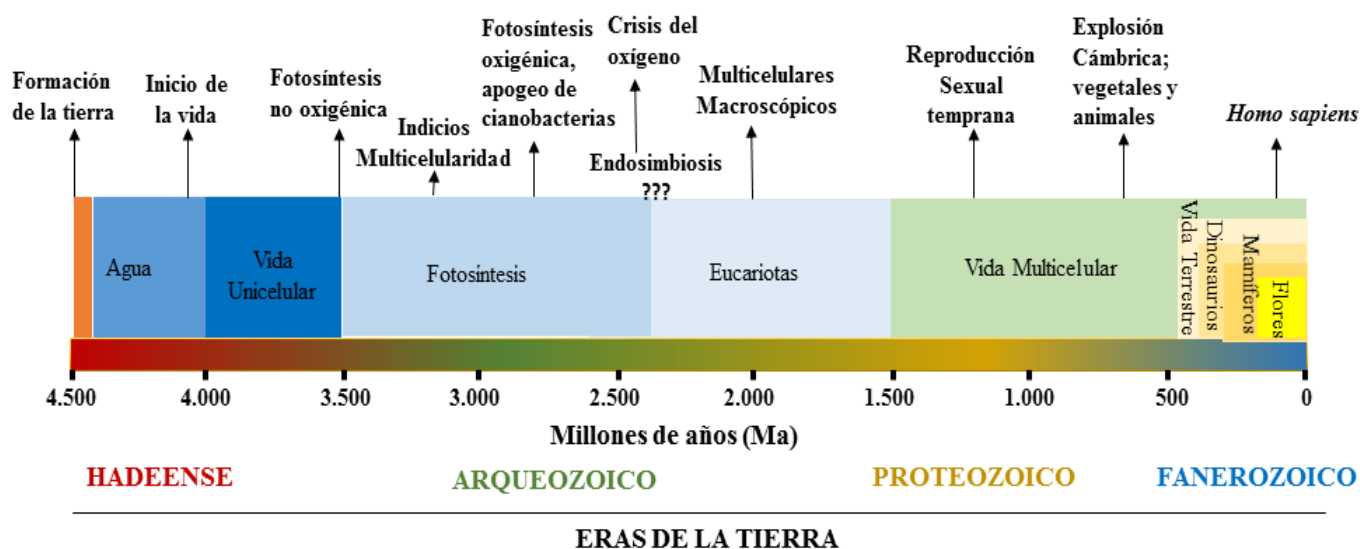 Formación
de la tierra
Inicio de
la vida
Fotosíntesis
no oxigénica
Indicios
Multicelularidad
Fotosíntesis
oxigénica,
apogeo de
cianobacterias
Crisis del
oxígeno
Endosimbiosis
???
Multicelulares
Macroscópicos
Reproducción
Sexual
temprana
Explosión
Cámbrica;
vegetales y
animales
Homo sapiens
Agua
Vida
Unicelular
Fotosíntesis
Eucariotas
Vida Multicelular
Vida Terrestre
Dinosaurios
Mamíferos
Flores
4.500
4.000
3.500
3.000
2.500
2.000
1.500
1.000
500
0
Millones de años (Ma)
HADEENSE
ARQUEOZOICO
PROTEOZOICO
FANEROZOICO
ERAS DE LA TIERRA